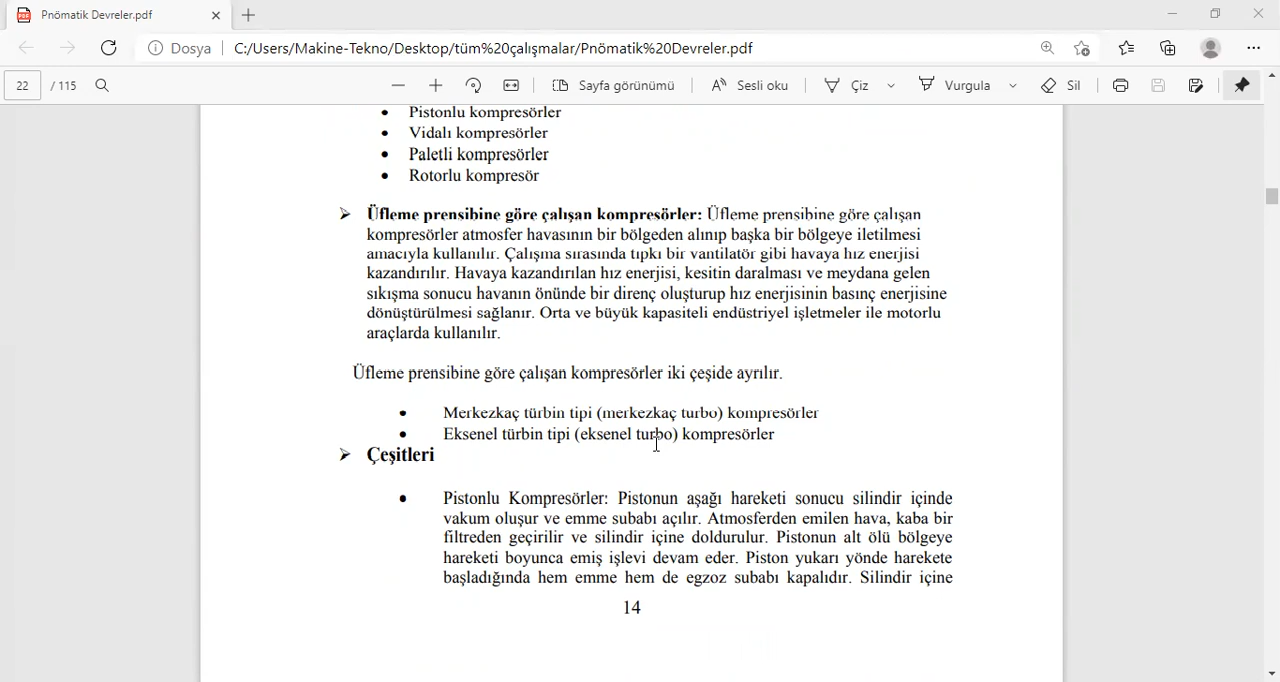 Pnömatik Devreler.pdf
Dosya
C:/Users/Makine-Tekno/Desktop/tüm%20çalışmalar/Pnömatik%20Devreler.pdf
22 / 115
Sayfa görünümü
Sesli oku
Çiz
Vurgula
Sil
• Pistonlu kompresörler
• Vidalı kompresörler
• Paletli kompresörler
• Rotorlu kompresör
➢ Üfleme prensibine göre çalışan kompresörler: Üfleme prensibine göre çalışan
kompresörler atmosfer havasının bir bölgeden alınıp başka bir bölgeye iletilmesi
amacıyla kullanılır. Çalışma sırasında tıpkı bir vantilatör gibi havaya hız enerjisi
kazandırılır. Havaya kazandırılan hız enerjisi, kesitin daralması ve meydana gelen
sıkışma sonucu havanın önünde bir direnç oluşturup hız enerjisinin basınç enerjisine
dönüştürülmesi sağlanır. Orta ve büyük kapasiteli endüstriyel işletmeler ile motorlu
araçlarda kullanılır.
Üfleme prensibine göre çalışan kompresörler iki çeşide ayrılır.
• Merkezkaç türbin tipi (merkezkaç turbo) kompresörler
• Eksenel türbin tipi (eksenel turbo) kompresörler
➢ Çeşitleri
• Pistonlu Kompresörler: Pistonun aşağı hareketi sonucu silindir içinde
vakum oluşur ve emme subabı açılır. Atmosferden emilen hava, kaba bir
filtreden geçirilir ve silindir içine doldurulur. Pistonun alt ölü bölgeye
hareketi boyunca emiş işlevi devam eder. Piston yukarı yönde harekete
başladığında hem emme hem de egzoz subabı kapalıdır. Silindir içine
14